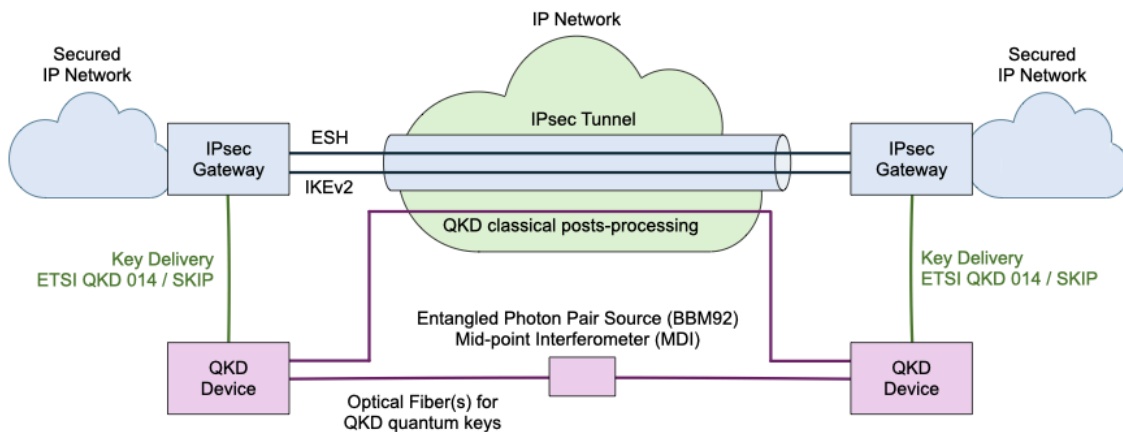 IP Network
Secured
IP Network
Secured
IP Network
IPsec Tunnel
IPsec
Gateway
ESH
IKEv2
IPsec
Gateway
QKD classical posts-processing
Key Delivery
ETSI QKD 014 / SKIP
Key Delivery
ETSI QKD 014 / SKIP
Entangled Photon Pair Source (BBM92)
Mid-point Interferometer (MDI)
QKD
Device
QKD
Device
Optical Fiber(s) for
QKD quantum keys